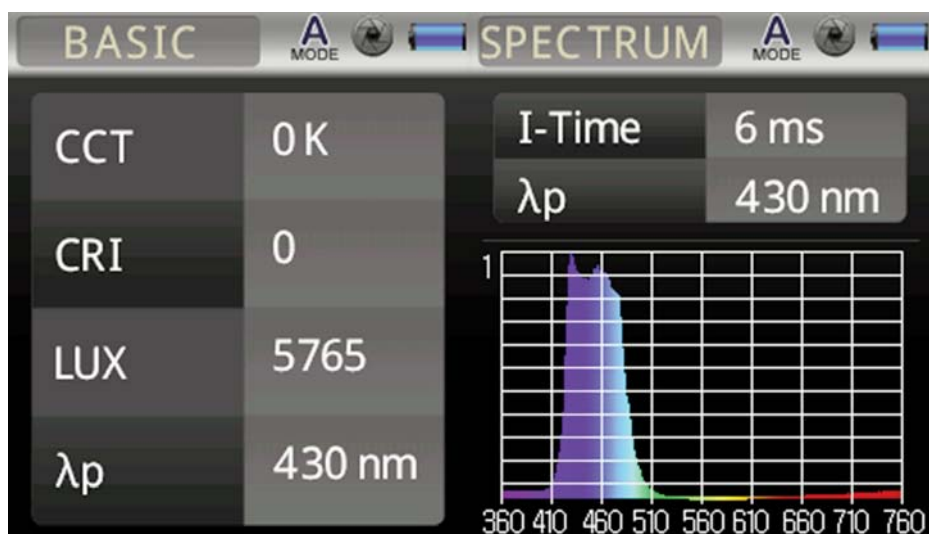 BASIC A MODE
CCT 0 K
CRI 0
LUX 5765
λp 430 nm
SPECTRUM A MODE
I-Time 6 ms
λp 430 nm
1
360 410 460 510 560 610 660 710 760